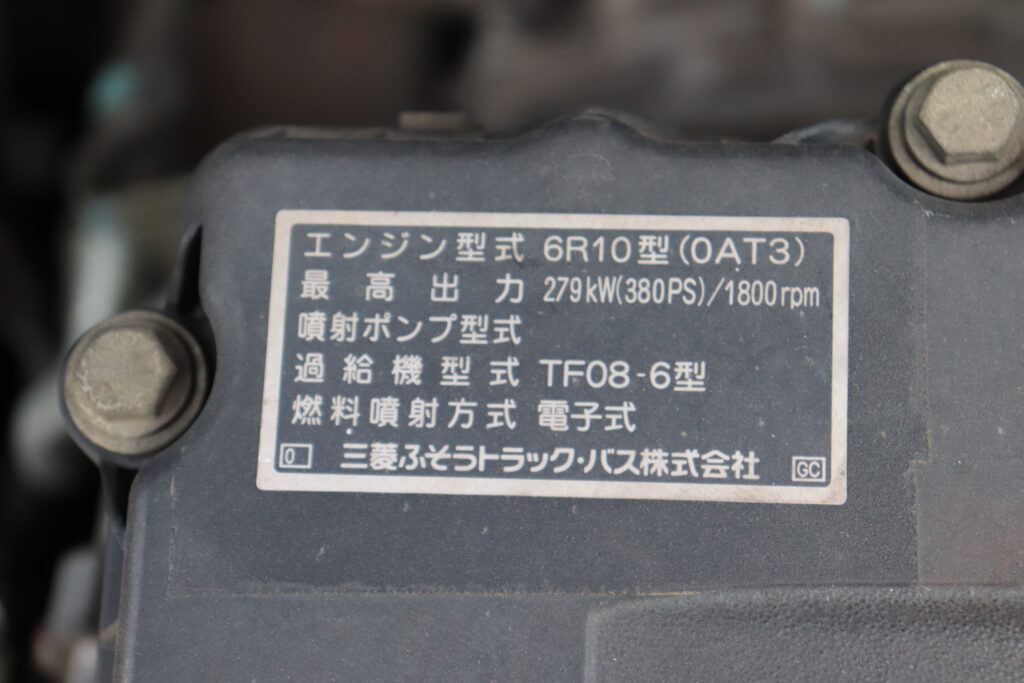 エンジン型式 6R10型(0AT3)
最高出力 279kW(380PS)/1800rpm
噴射ポンプ型式
過給機型式 TF08-6型
燃料噴射方式 電子式
0 三菱ふそうトラック・バス株式会社 GC